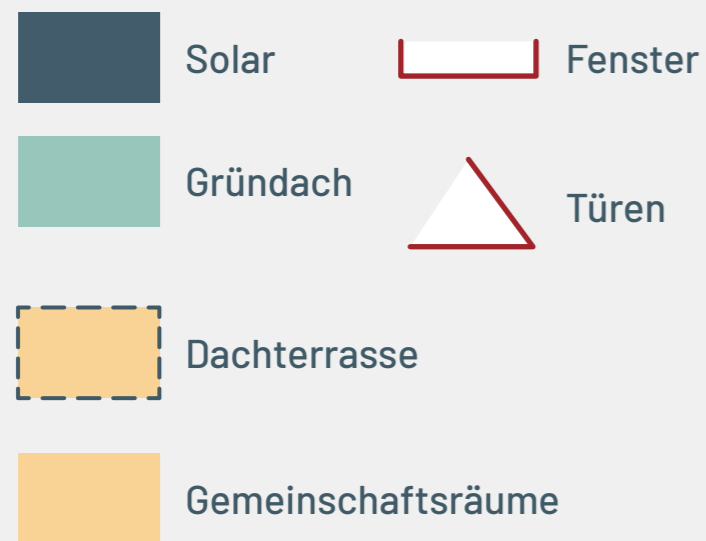 Solar
Fenster
Gründach
Türen
Dachterrasse
Gemeinschaftsräume